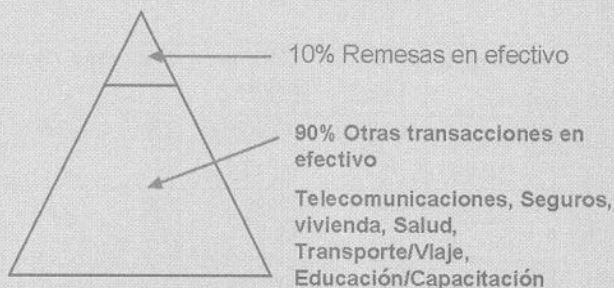 10% Remesas en efectivo
90% Otras transacciones en
efectivo
Telecomunicaciones, Seguros,
vivienda, Salud,
Transporte/Viaje,
Educación/Capacitación